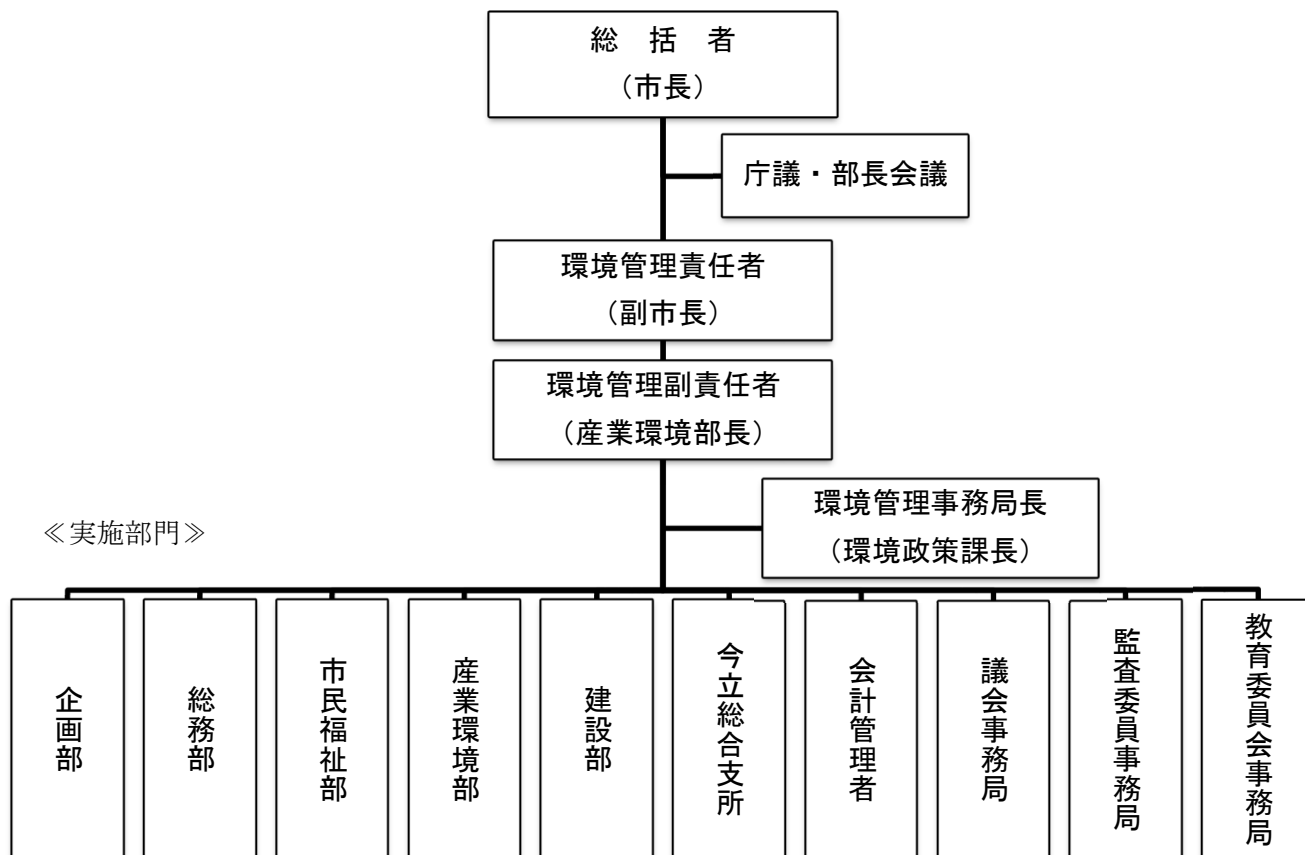 総　括　者
（市長）
庁議・部長会議
環境管理責任者
（副市長）
環境管理副責任者
（産業環境部長）
環境管理事務局長
（環境政策課長）
≪実施部門≫
企画部
総務部
市民福祉部
産業環境部
建設部
今立総合支所
会計管理者
議会事務局
監査委員事務局
教育委員会事務局